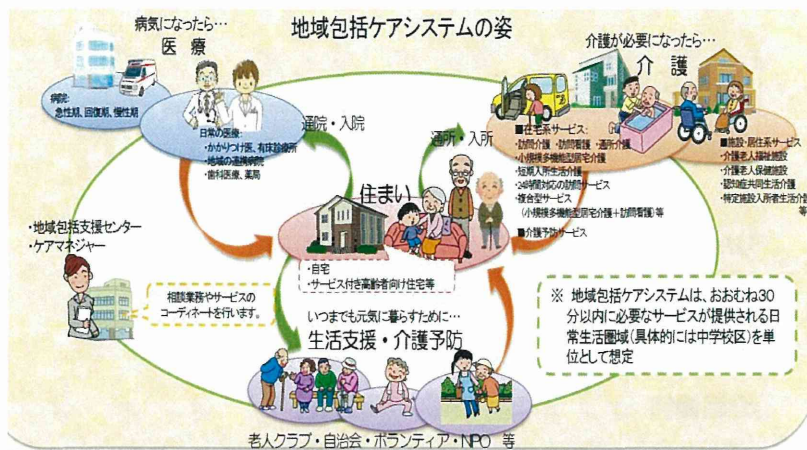 地域包括ケアシステムの姿
病気になったら…
医 療
病院:
急性期、回復期、慢性期
日常の医療:
・かかりつけ医、有床診療所
・地域の連携病院
・歯科医療、薬局
通院・入院
通所・入所
介護が必要になったら…
介 護
■在宅系サービス:
・訪問介護 ・訪問看護 ・通所介護
・小規模多機能型居宅介護
・短期入所生活介護
・24時間対応の訪問サービス
・複合型サービス
(小規模多機能型居宅介護+訪問看護)等
■介護予防サービス
■施設・居住系サービス
・介護老人福祉施設
・介護老人保健施設
・認知症共同生活介護
・特定施設入所者生活介護
等
住まい
・自宅
・サービス付き高齢者向け住宅等
・地域包括支援センター
・ケアマネジャー
相談業務やサービスの
コーディネートを行います。
いつまでも元気に暮らすために…
生活支援・介護予防
老人クラブ・自治会・ボランティア・NPO 等
※ 地域包括ケアシステムは、おおむね30
分以内に必要なサービスが提供される日
常生活圏域(具体的には中学校区)を単
位として想定